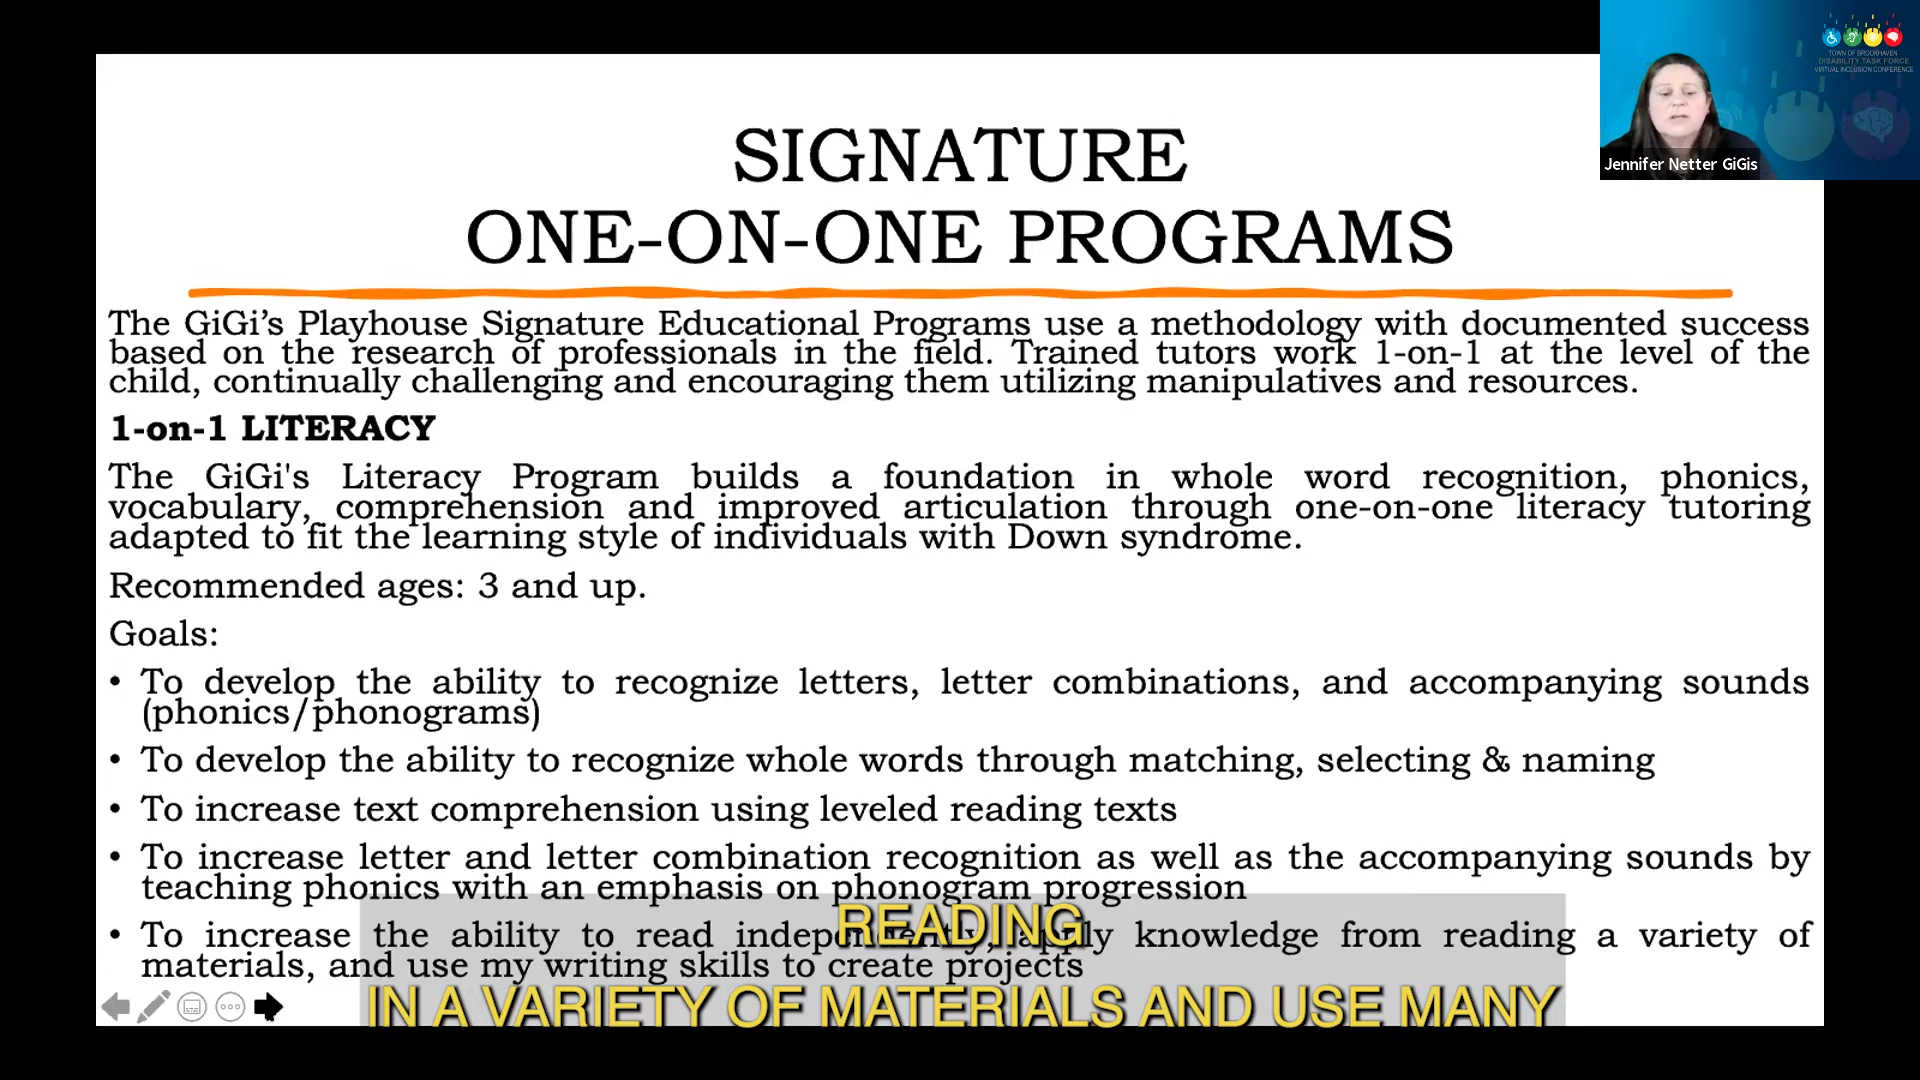 TOWN OF BROOKHAVEN
DISABILITY TASK FORCE
VIRTUAL INCLUSION CONFERENCE
Jennifer Netter GiGis
SIGNATURE
ONE-ON-ONE PROGRAMS
The GiGi’s Playhouse Signature Educational Programs use a methodology with documented success
based on the research of professionals in the field. Trained tutors work 1-on-1 at the level of the
child, continually challenging and encouraging them utilizing manipulatives and resources.
1-on-1 LITERACY
The GiGi's Literacy Program builds a foundation in whole word recognition, phonics,
vocabulary, comprehension and improved articulation through one-on-one literacy tutoring
adapted to fit the learning style of individuals with Down syndrome.
Recommended ages: 3 and up.
Goals:
• To develop the ability to recognize letters, letter combinations, and accompanying sounds
(phonics/phonograms)
• To develop the ability to recognize whole words through matching, selecting & naming
• To increase text comprehension using leveled reading texts
• To increase letter and letter combination recognition as well as the accompanying sounds by
teaching phonics with an emphasis on phonogram progression
• To increase the ability to read independently, apply knowledge from reading a variety of
materials, and use my writing skills to create projects
READING
IN A VARIETY OF MATERIALS AND USE MANY